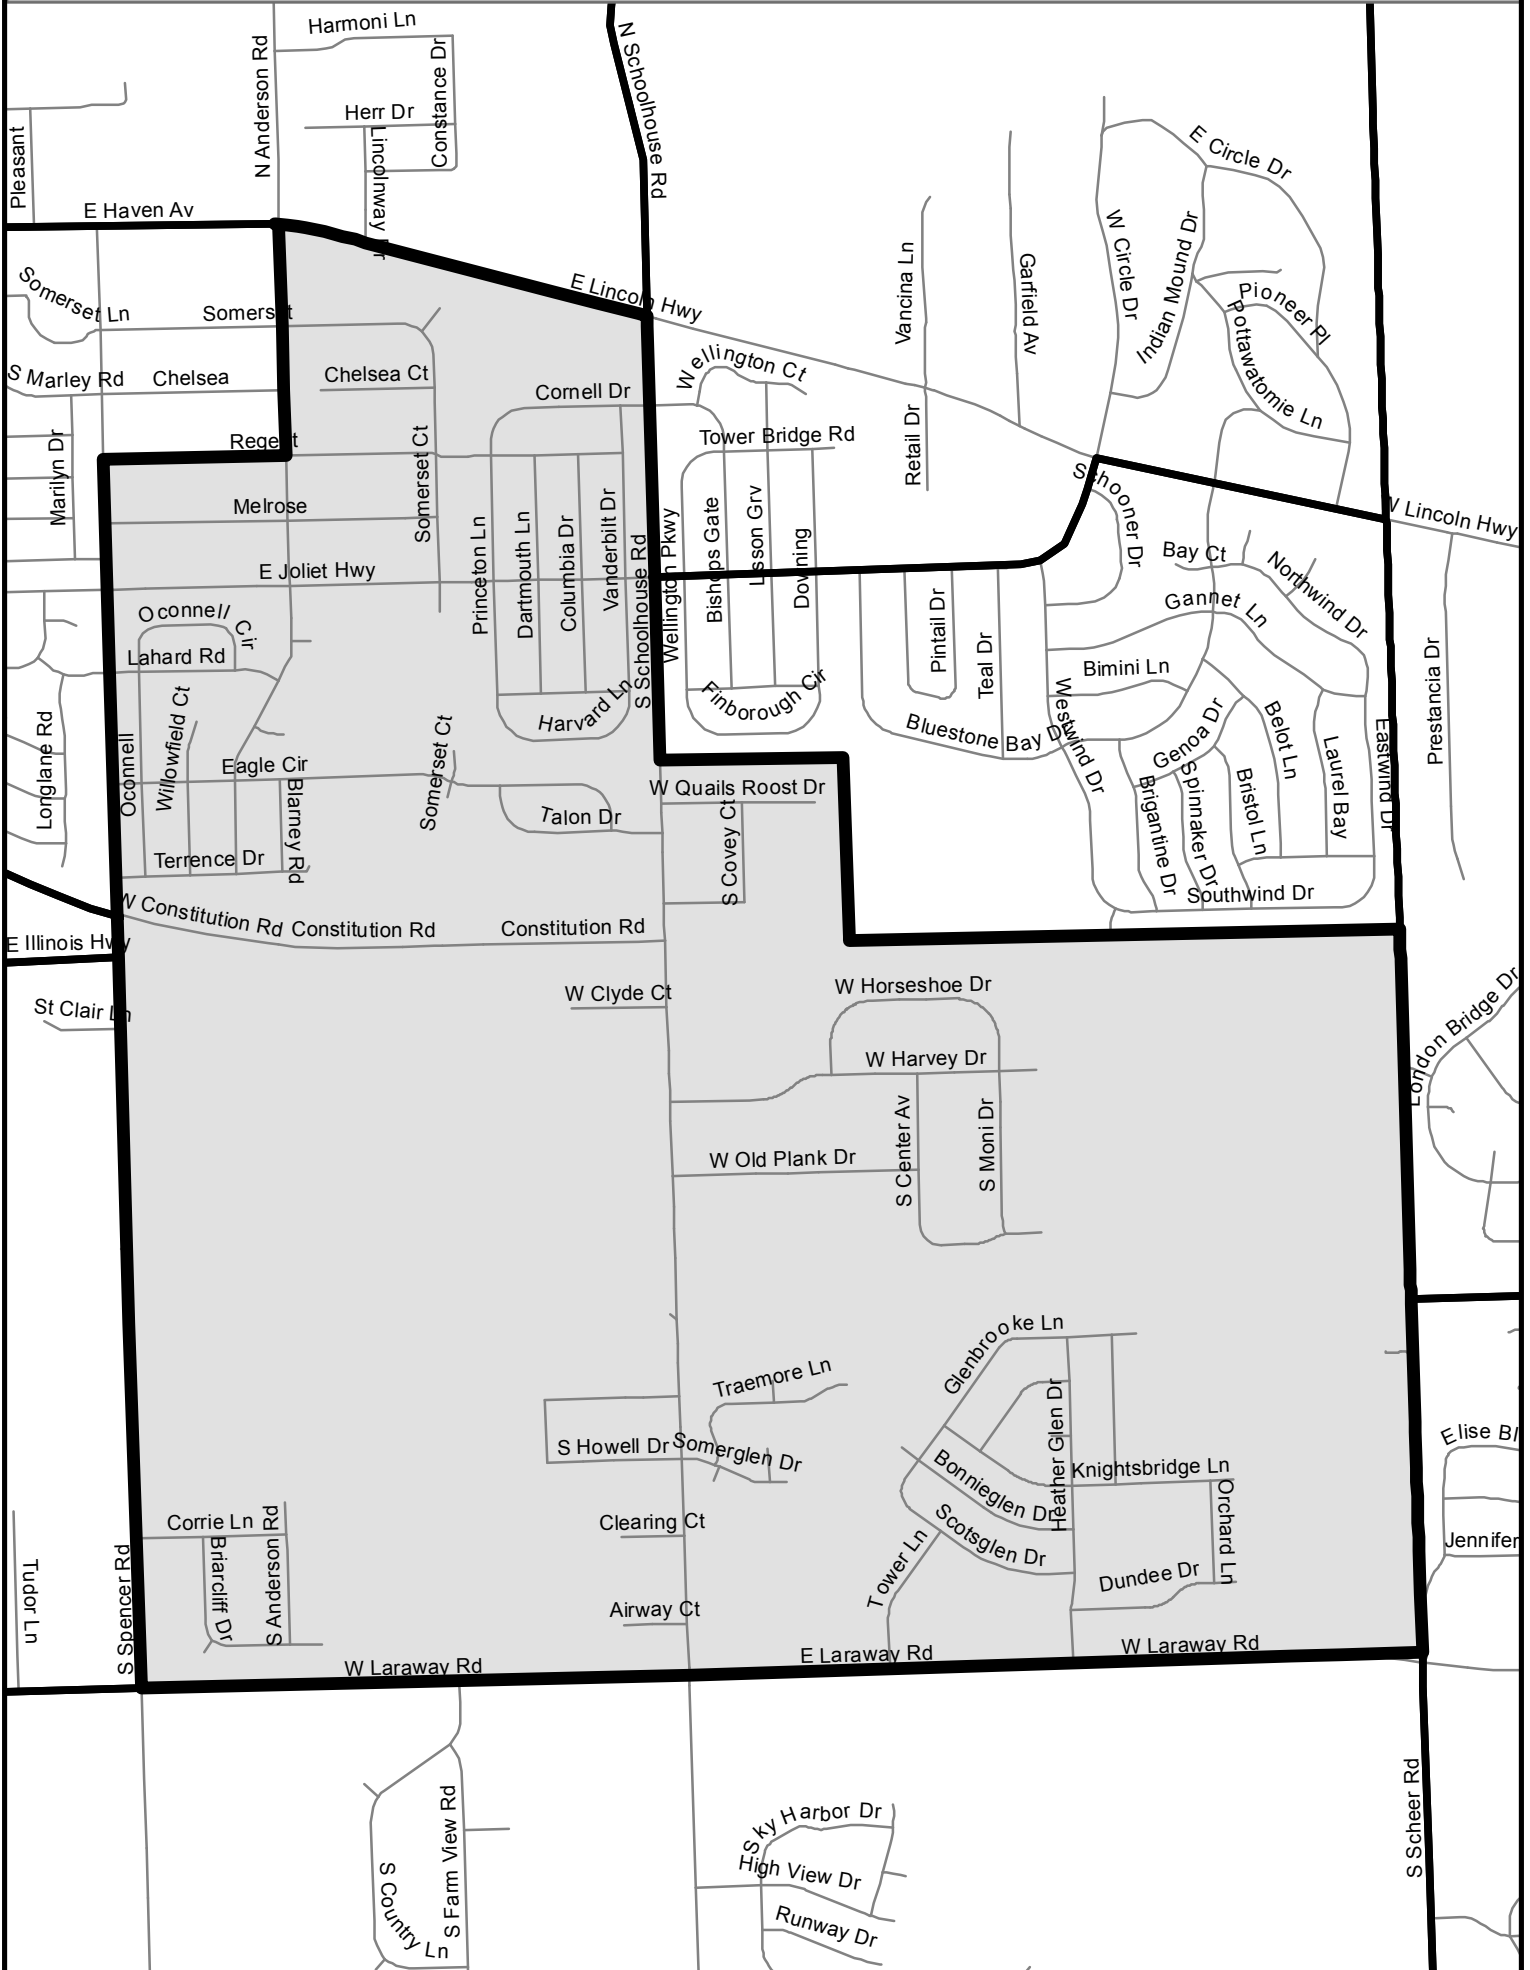 Harmoni Ln
N Anderson Rd
Constance Dr
Herr Dr
N Schoolhouse Rd
Pleasant
E Circle Dr
E Haven Av
W Circle Dr
Indian Mound Dr
Vancina Ln
Garfield Av
Somerset Ln
Somerset
E Lincoln Hwy
Pioneer Pl
Pottawatomie Ln
S Marley Rd
Chelsea
Chelsea Ct
Wellington Ct
Cornell Dr
Retail Dr
Regent
Tower Bridge Rd
Marilyn Dr
Somerset Ct
Melrose
Schooner Dr
W Lincoln Hwy
Princeton Ln
Dartmouth Ln
Columbia Dr
Vanderbilt Dr
S Schoolhouse Rd
Wellington Pkwy
Bishops Gate
Lisson Grv
Downing
Bay Ct
Northwind Dr
E Joliet Hwy
Oconnell Cir
Gannet Ln
Pintail Dr
Teal Dr
Lahard Rd
Bimini Ln
Prestancia Dr
Finborough Cir
Harvard Ln
Westwind Dr
Bluestone Bay Dr
Genoa Dr
Belot Ln
Laurel Bay
Eastwind Dr
Longlane Rd
Oconnell
Willowfield Ct
Eagle Cir
Somerset Ct
Blarney Rd
Talon Dr
W Quails Roost Dr
S Covey Ct
Brigantine Dr
Spinnaker Dr
Bristol Ln
Terrence Dr
Southwind Dr
W Constitution Rd
Constitution Rd
Constitution Rd
E Illinois Hwy
St Clair Ln
W Clyde Ct
W Horseshoe Dr
London Bridge Dr
W Harvey Dr
S Center Av
S Moni Dr
W Old Plank Dr
Glenbrooke Ln
Traemore Ln
Heather Glen Dr
S Howell Dr
Somerglen Dr
Elise Bl
Bonnieglen Dr
Knightsbridge Ln
Orchard Ln
Scotsglen Dr
Corrie Ln
Briarcliff Dr
S Anderson Rd
Clearing Ct
Jennifer
Tudor Ln
S Spencer Rd
Tower Ln
Dundee Dr
Airway Ct
W Laraway Rd
E Laraway Rd
W Laraway Rd
S Scheer Rd
S Farm View Rd
S Country Ln
Sky Harbor Dr
High View Dr
Runway Dr